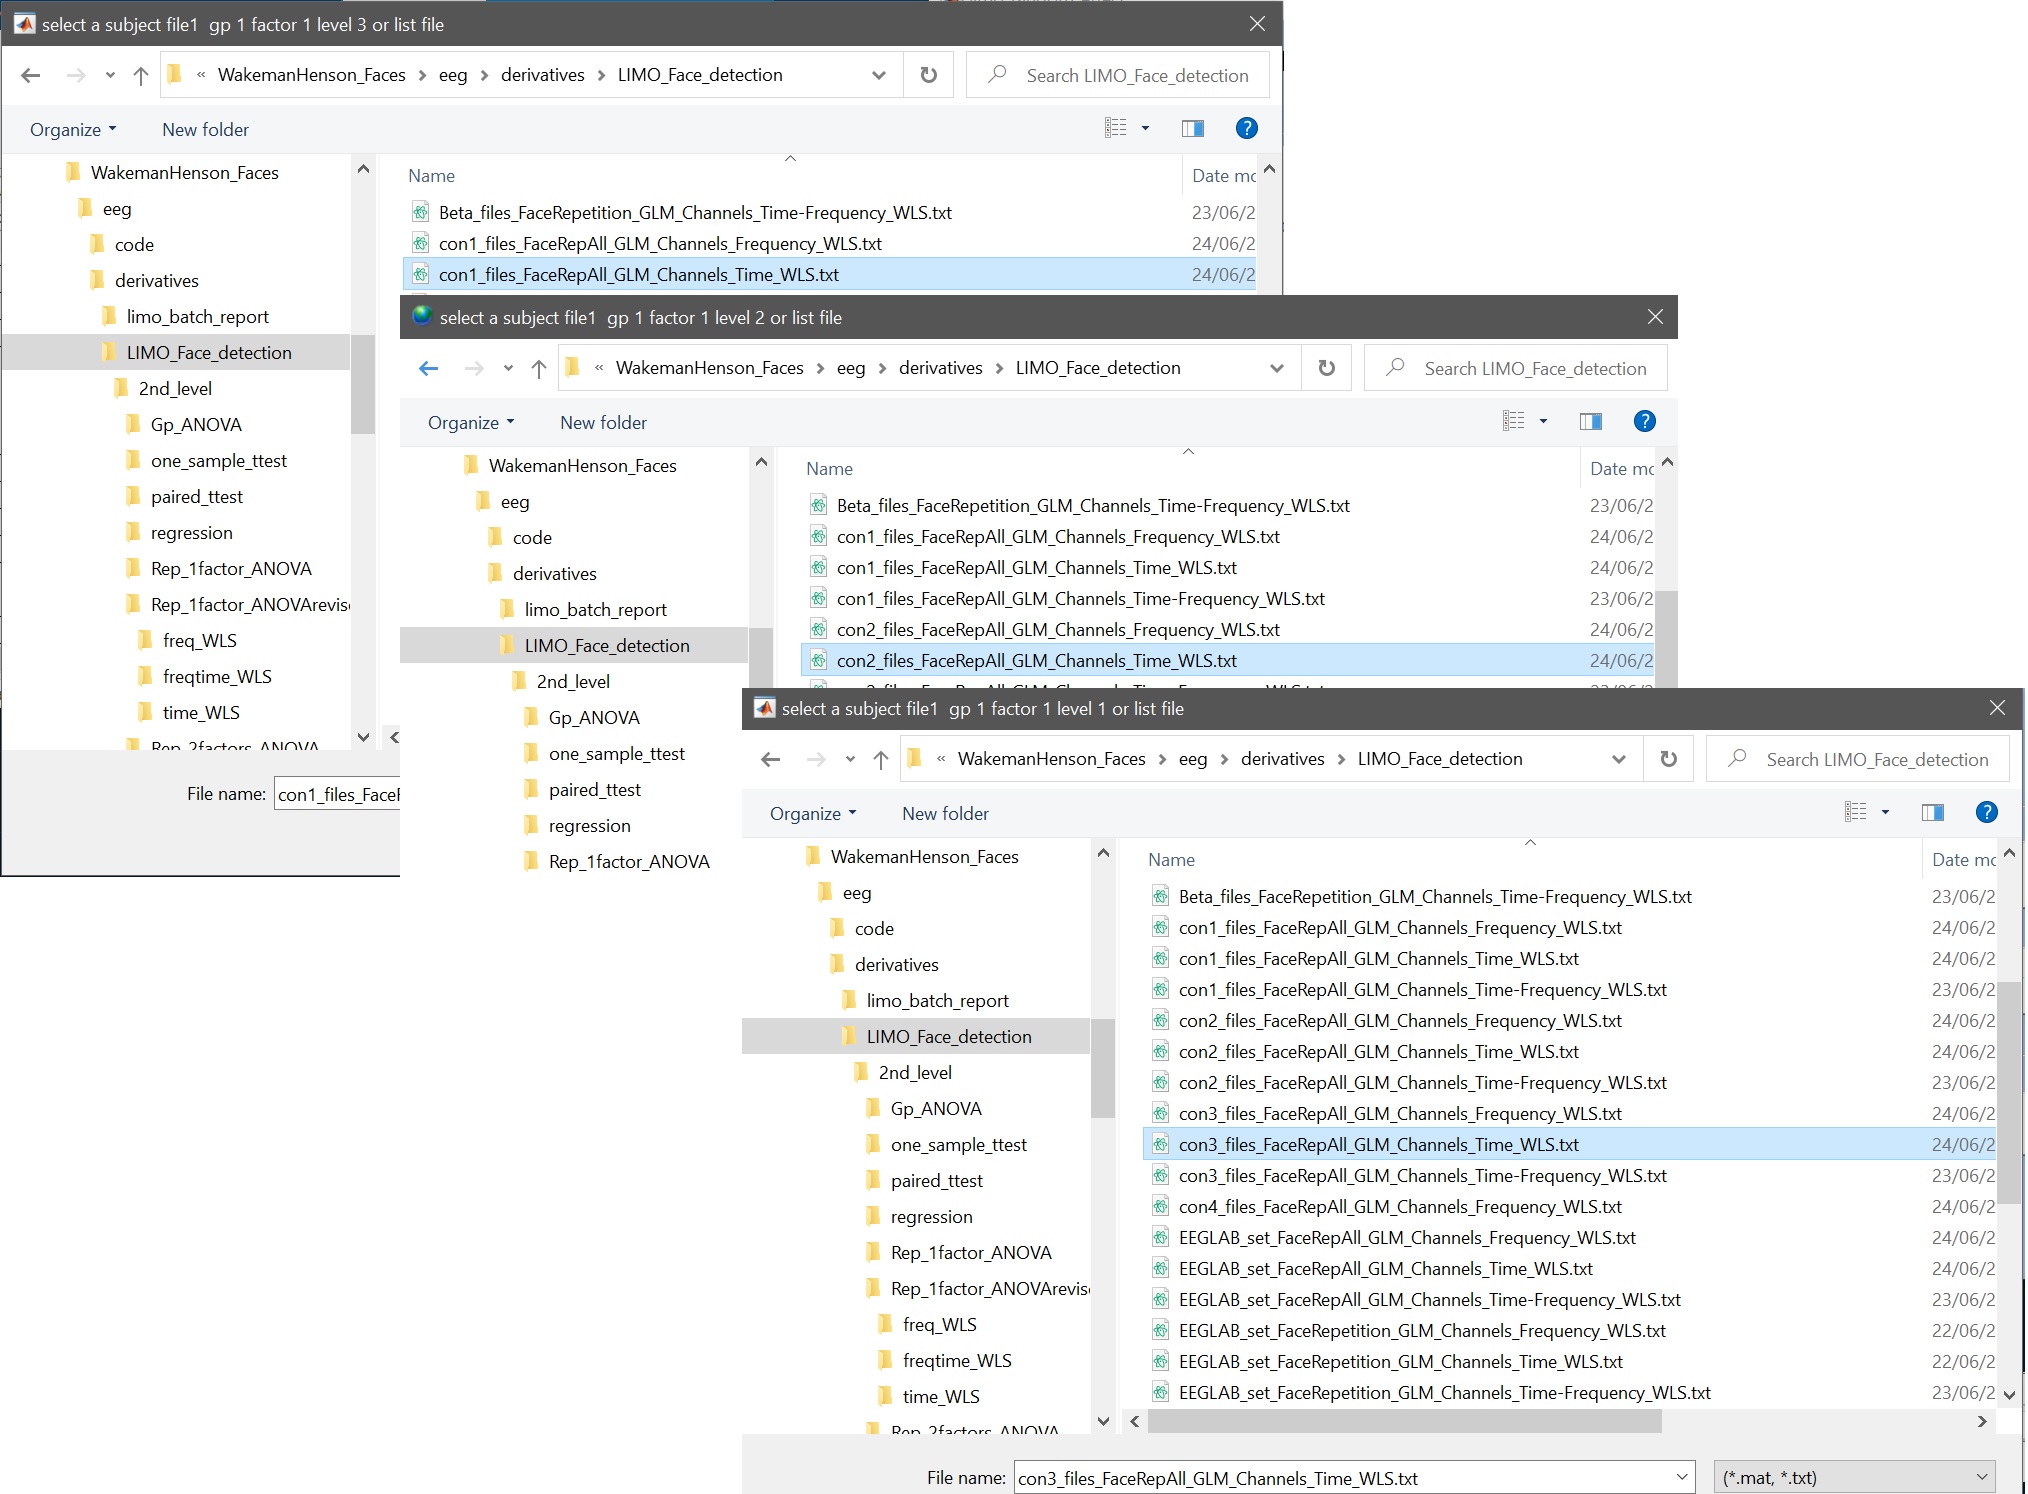 select a subject file1 gp 1 factor 1 level 3 or list file
« WakemanHenson_Faces › eeg › derivatives › LIMO_Face_detection
Search LIMO_Face_detection
Organize
New folder
WakemanHenson_Faces
eeg
code
derivatives
limo_batch_report
LIMO_Face_detection
2nd_level
Gp_ANOVA
one_sample_ttest
paired_ttest
regression
Rep_1factor_ANOVA
Rep_1factor_ANOVArevise
freq_WLS
freqtime_WLS
time_WLS
Rep_2factors_ANOVA
Name Date mo
Beta_files_FaceRepetition_GLM_Channels_Time-Frequency_WLS.txt 23/06/2
con1_files_FaceRepAll_GLM_Channels_Frequency_WLS.txt 24/06/2
con1_files_FaceRepAll_GLM_Channels_Time_WLS.txt 24/06/2
File name: con1_files_FaceR
select a subject file1 gp 1 factor 1 level 2 or list file
« WakemanHenson_Faces › eeg › derivatives › LIMO_Face_detection
Search LIMO_Face_detection
Organize
New folder
WakemanHenson_Faces
eeg
code
derivatives
limo_batch_report
LIMO_Face_detection
2nd_level
Gp_ANOVA
one_sample_ttest
paired_ttest
regression
Rep_1factor_ANOVA
Name Date mo
Beta_files_FaceRepetition_GLM_Channels_Time-Frequency_WLS.txt 23/06/2
con1_files_FaceRepAll_GLM_Channels_Frequency_WLS.txt 24/06/2
con1_files_FaceRepAll_GLM_Channels_Time_WLS.txt 24/06/2
con1_files_FaceRepAll_GLM_Channels_Time-Frequency_WLS.txt 23/06/2
con2_files_FaceRepAll_GLM_Channels_Frequency_WLS.txt 24/06/2
con2_files_FaceRepAll_GLM_Channels_Time_WLS.txt 24/06/2
select a subject file1 gp 1 factor 1 level 1 or list file
« WakemanHenson_Faces › eeg › derivatives › LIMO_Face_detection
Search LIMO_Face_detection
Organize
New folder
WakemanHenson_Faces
eeg
code
derivatives
limo_batch_report
LIMO_Face_detection
2nd_level
Gp_ANOVA
one_sample_ttest
paired_ttest
regression
Rep_1factor_ANOVA
Rep_1factor_ANOVArevise
freq_WLS
freqtime_WLS
time_WLS
Rep_2factors_ANOVA
Name Date mo
Beta_files_FaceRepetition_GLM_Channels_Time-Frequency_WLS.txt 23/06/2
con1_files_FaceRepAll_GLM_Channels_Frequency_WLS.txt 24/06/2
con1_files_FaceRepAll_GLM_Channels_Time_WLS.txt 24/06/2
con1_files_FaceRepAll_GLM_Channels_Time-Frequency_WLS.txt 23/06/2
con2_files_FaceRepAll_GLM_Channels_Frequency_WLS.txt 24/06/2
con2_files_FaceRepAll_GLM_Channels_Time_WLS.txt 24/06/2
con2_files_FaceRepAll_GLM_Channels_Time-Frequency_WLS.txt 23/06/2
con3_files_FaceRepAll_GLM_Channels_Frequency_WLS.txt 24/06/2
con3_files_FaceRepAll_GLM_Channels_Time_WLS.txt 24/06/2
con3_files_FaceRepAll_GLM_Channels_Time-Frequency_WLS.txt 23/06/2
con4_files_FaceRepAll_GLM_Channels_Frequency_WLS.txt 24/06/2
EEGLAB_set_FaceRepAll_GLM_Channels_Frequency_WLS.txt 24/06/2
EEGLAB_set_FaceRepAll_GLM_Channels_Time_WLS.txt 24/06/2
EEGLAB_set_FaceRepAll_GLM_Channels_Time-Frequency_WLS.txt 23/06/2
EEGLAB_set_FaceRepetition_GLM_Channels_Frequency_WLS.txt 22/06/2
EEGLAB_set_FaceRepetition_GLM_Channels_Time_WLS.txt 22/06/2
EEGLAB_set_FaceRepetition_GLM_Channels_Time-Frequency_WLS.txt 23/06/2
File name: con3_files_FaceRepAll_GLM_Channels_Time_WLS.txt (*.mat, *.txt)